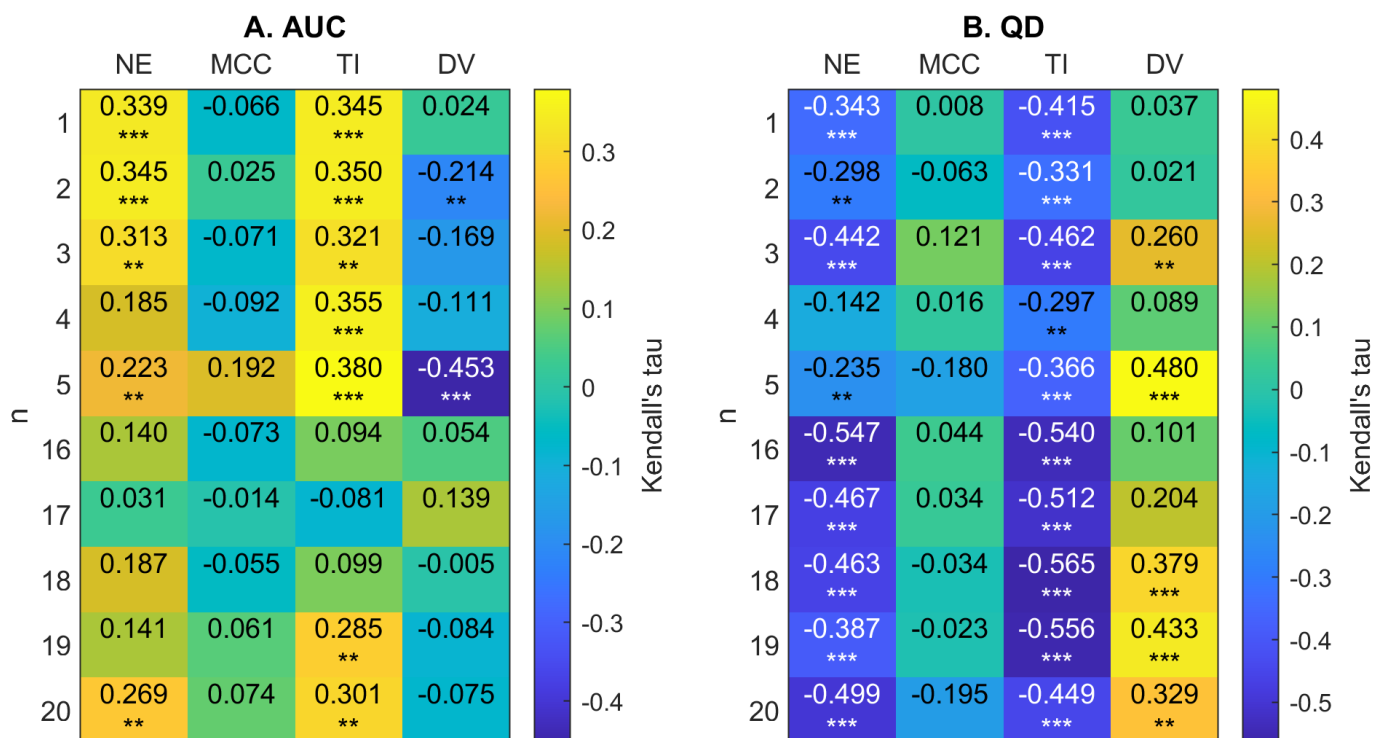 A. AUC
NE MCC TI DV
1 0.339 -0.066 0.345 0.024
*** ***
2 0.345 0.025 0.350 -0.214
*** *** **
3 0.313 -0.071 0.321 -0.169
** **
4 0.185 -0.092 0.355 -0.111
***
5 0.223 0.192 0.380 -0.453
** *** ***
16 0.140 -0.073 0.094 0.054
17 0.031 -0.014 -0.081 0.139
18 0.187 -0.055 0.099 -0.005
19 0.141 0.061 0.285 -0.084
**
20 0.269 0.074 0.301 -0.075
** **
n
0.3
0.2
0.1
0
-0.1
-0.2
-0.3
-0.4
Kendall's tau
B. QD
NE MCC TI DV
1 -0.343 0.008 -0.415 0.037
*** ***
2 -0.298 -0.063 -0.331 0.021
** ***
3 -0.442 0.121 -0.462 0.260
*** *** **
4 -0.142 0.016 -0.297 0.089
**
5 -0.235 -0.180 -0.366 0.480
** *** ***
16 -0.547 0.044 -0.540 0.101
*** ***
17 -0.467 0.034 -0.512 0.204
*** ***
18 -0.463 -0.034 -0.565 0.379
*** *** ***
19 -0.387 -0.023 -0.556 0.433
*** *** ***
20 -0.499 -0.195 -0.449 0.329
*** *** **
n
0.4
0.3
0.2
0.1
0
-0.1
-0.2
-0.3
-0.4
-0.5
Kendall's tau